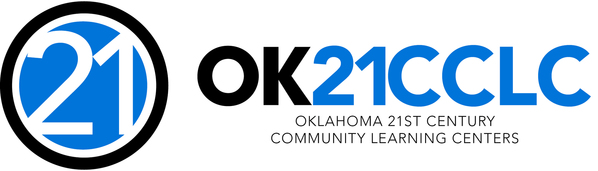 21
OK21CCLC
OKLAHOMA 21ST CENTURY
COMMUNITY LEARNING CENTERS